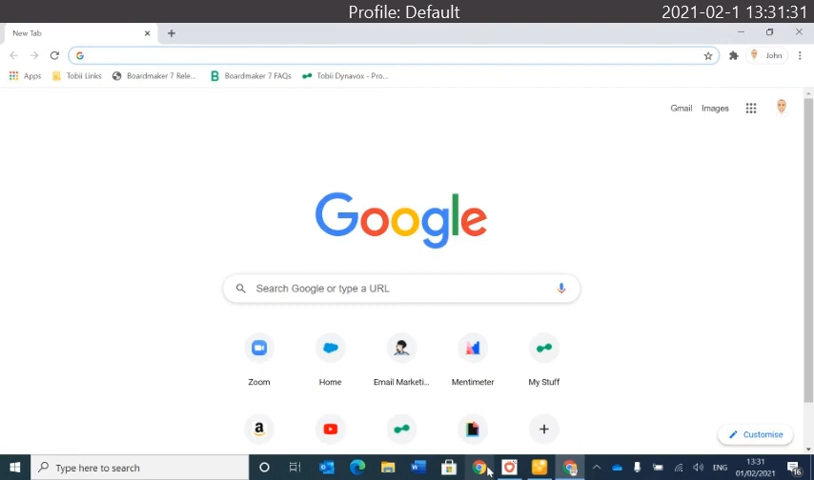 Profile: Default
2021-02-1 13:31:31
New Tab
John
Apps
Tobii Links
Boardmaker 7 Rele...
Boardmaker 7 FAQs
Tobii Dynavox - Pro...
Gmail
Images
Google
Search Google or type a URL
Zoom
Home
Email Marketi...
Mentimeter
My Stuff
Customise
Type here to search
ENG
13:31
01/02/2021
16